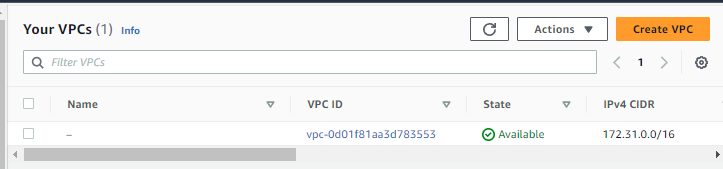 Your VPCs (1) Info Actions Create VPC
Filter VPCs 1
Name VPC ID State IPv4 CIDR
– vpc-0d01f81aa3d783553 Available 172.31.0.0/16